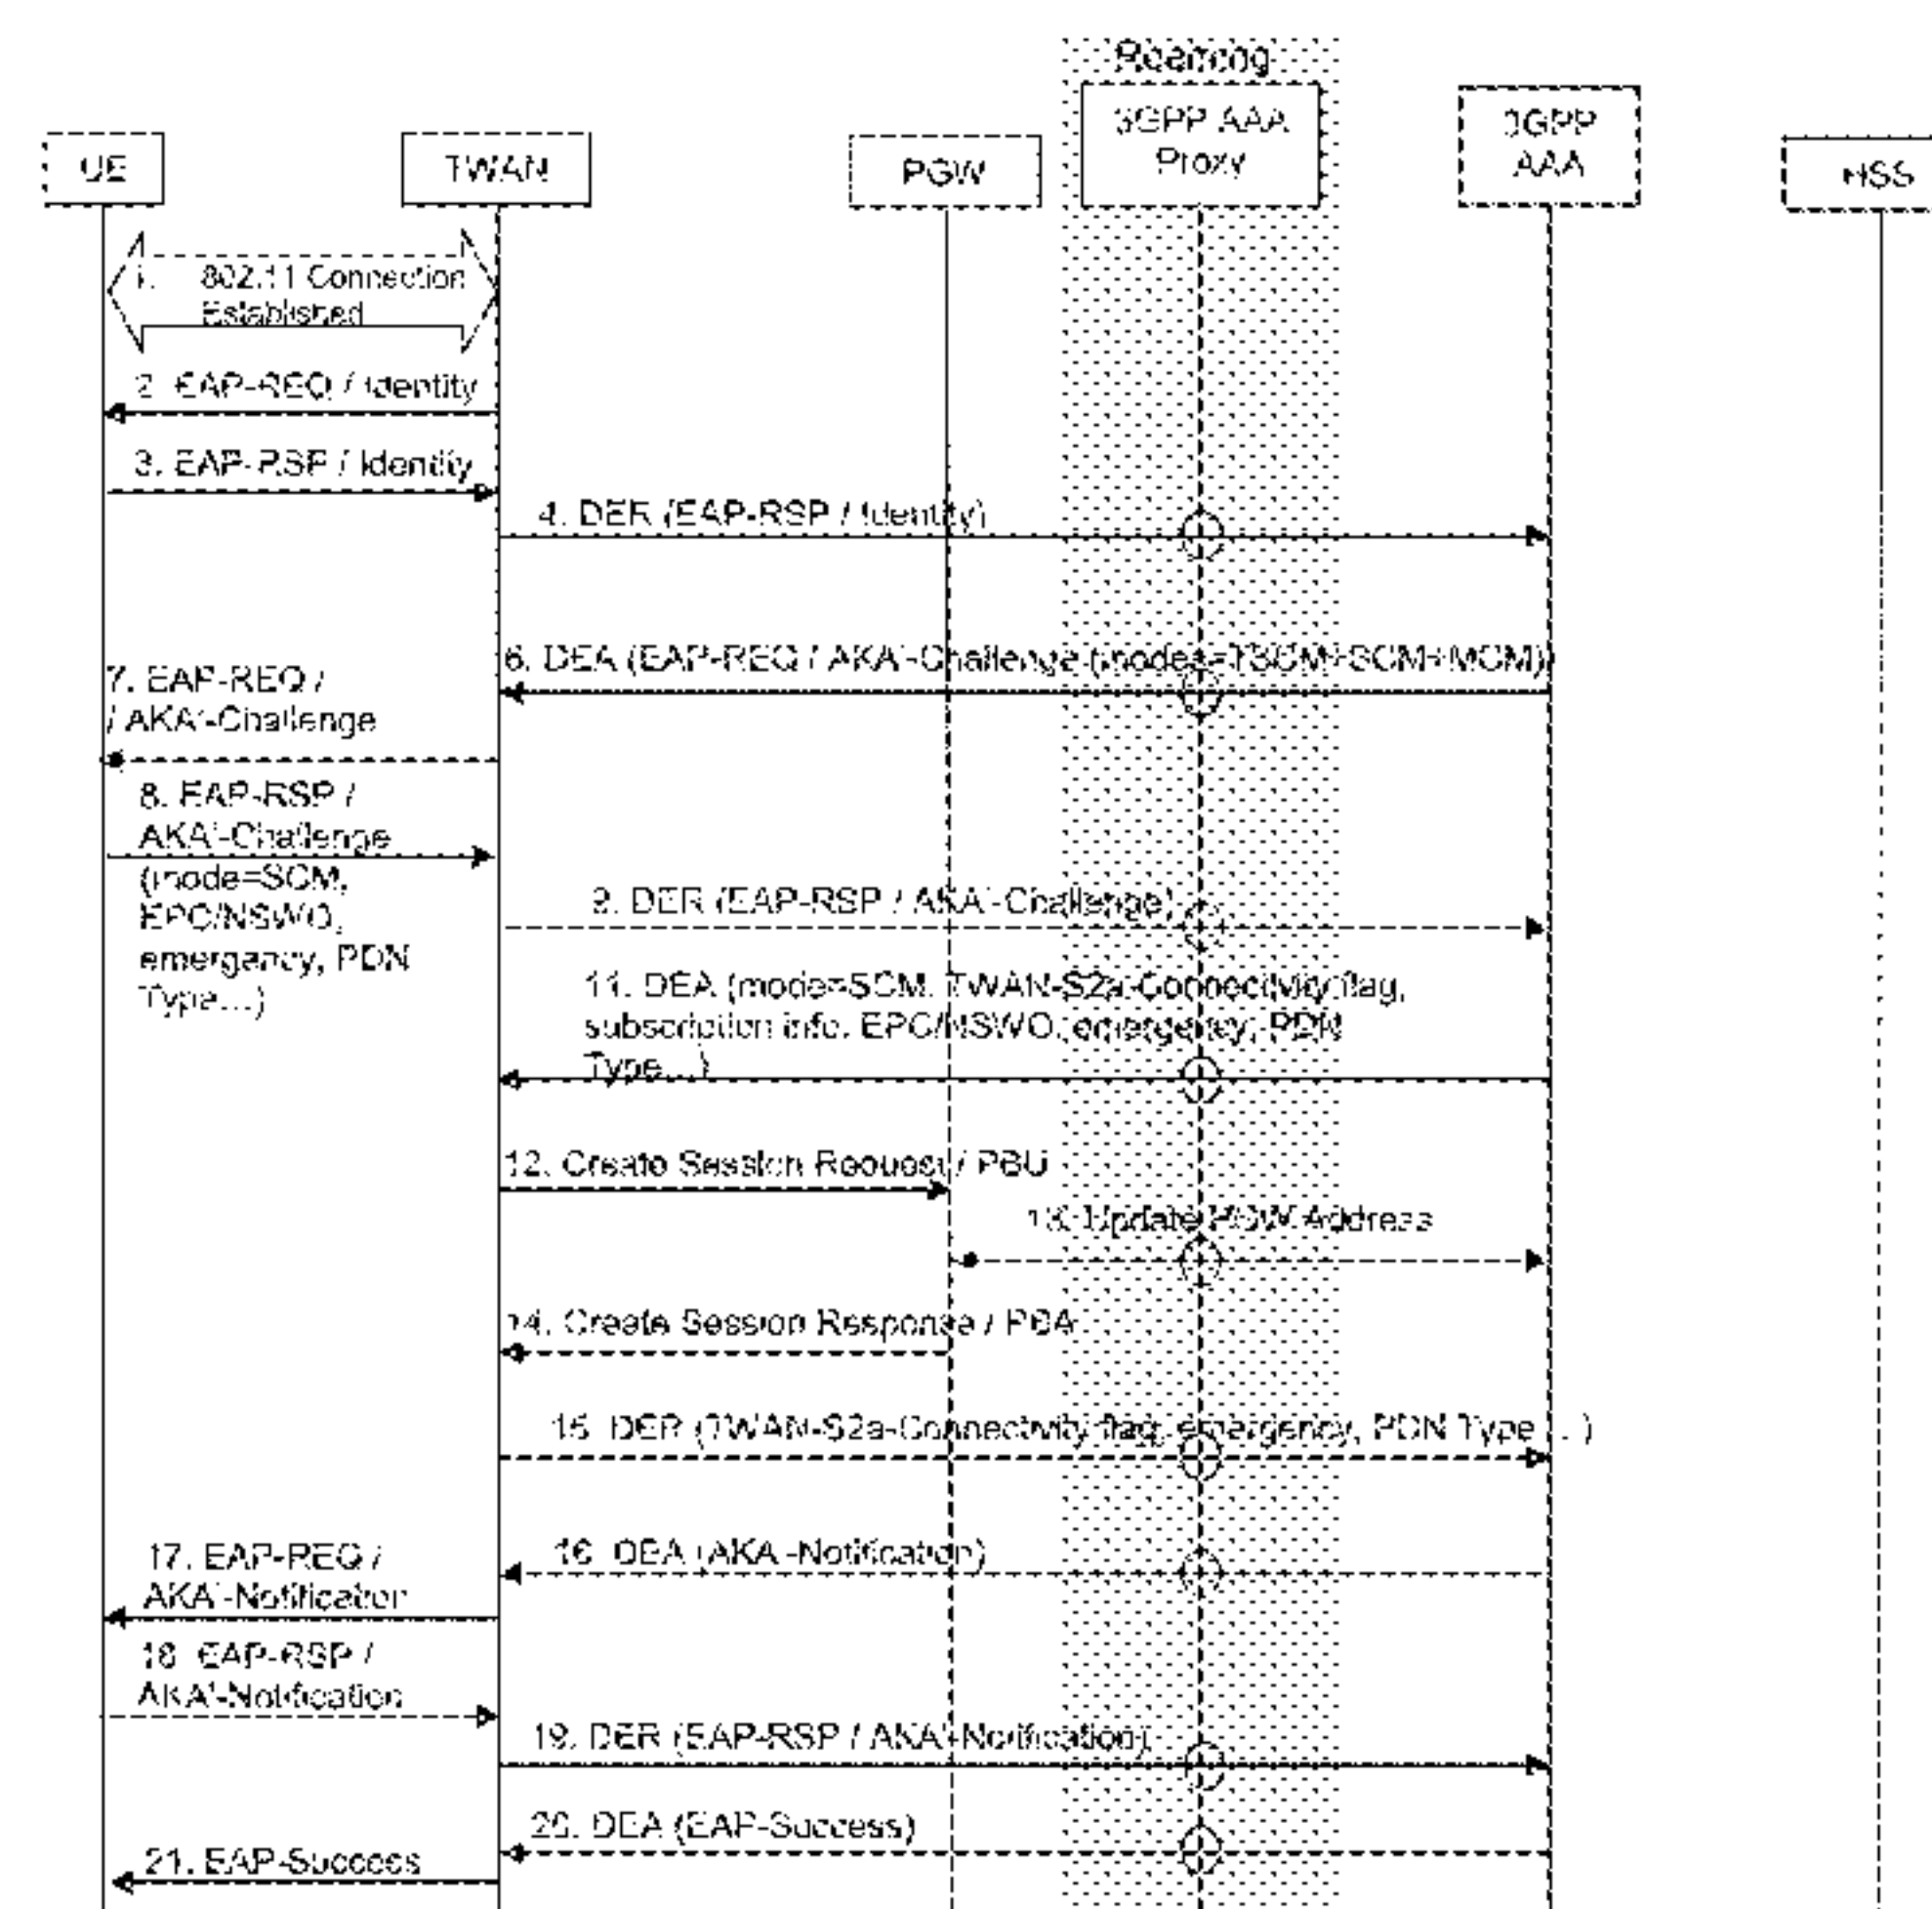 Roaming
UE
TWAN
PGW
3GPP AAA
Proxy
3GPP
AAA
HSS
1. 802.11 Connection
Established
2. EAP-REQ / Identity
3. EAP-RSP / Identity
4. DER (EAP-RSP / Identity)
6. DEA (EAP-REQ / AKA'-Challenge (modes=TSCM+SCM+MCM))
7. EAP-REQ /
/ AKA'-Challenge
8. EAP-RSP /
AKA'-Challenge
(mode=SCM,
EPC/NSWO,
emergency, PDN
Type...)
9. DER (EAP-RSP / AKA'-Challenge)
11. DEA (mode=SCM, TWAN-S2a-Connectivity flag,
subscription info, EPC/NSWO, emergency, PDN
Type...)
12. Create Session Request / PBU
13. Update PGW Address
14. Create Session Response / PBA
15. DER (TWAN-S2a-Connectivity flag, emergency, PDN Type ...)
16. DEA (AKA'-Notification)
17. EAP-REQ /
AKA'-Notification
18. EAP-RSP /
AKA'-Notification
19. DER (EAP-RSP / AKA'-Notification)
20. DEA (EAP-Success)
21. EAP-Success